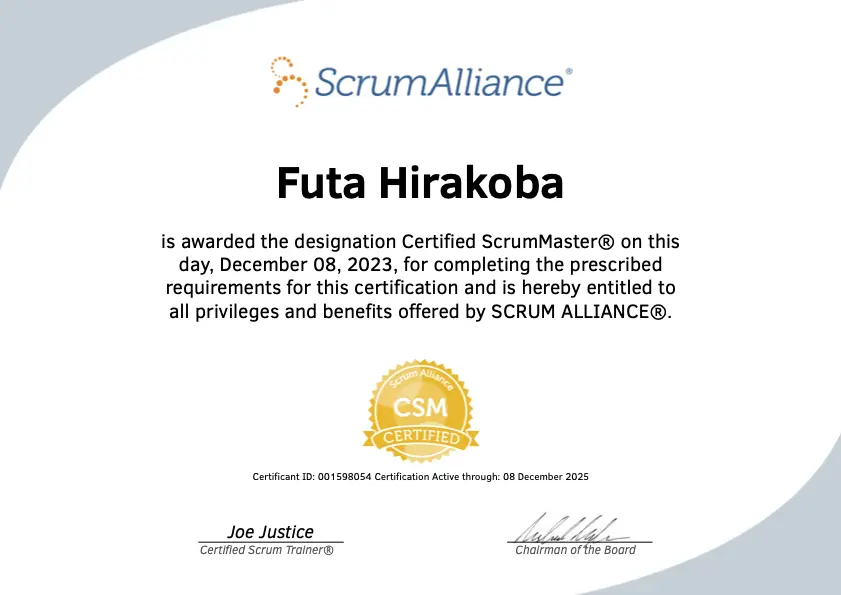 ScrumAlliance®
Futa Hirakoba
is awarded the designation Certified ScrumMaster® on this
day, December 08, 2023, for completing the prescribed
requirements for this certification and is hereby entitled to
all privileges and benefits offered by SCRUM ALLIANCE®.
Scrum Alliance
CSM
CERTIFIED
Certificant ID: 001598054 Certification Active through: 08 December 2025
Joe Justice
Certified Scrum Trainer®
Chairman of the Board